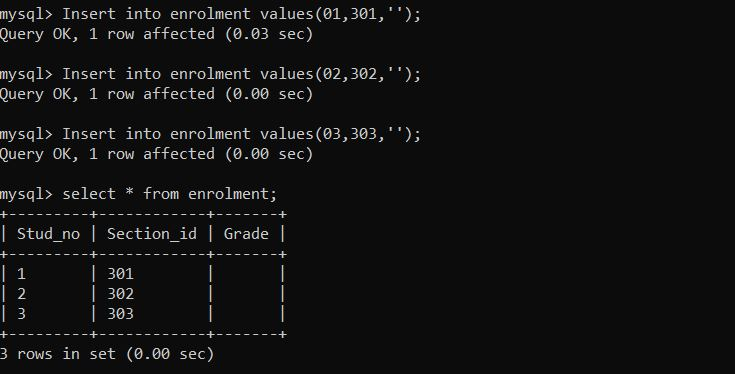 mysql> Insert into enrolment values(01,301,'');
Query OK, 1 row affected (0.03 sec)
mysql> Insert into enrolment values(02,302,'');
Query OK, 1 row affected (0.00 sec)
mysql> Insert into enrolment values(03,303,'');
Query OK, 1 row affected (0.00 sec)
mysql> select * from enrolment;
+---------+------------+-------+
| Stud_no | Section_id | Grade |
+---------+------------+-------+
| 1       | 301        |       |
| 2       | 302        |       |
| 3       | 303        |       |
+---------+------------+-------+
3 rows in set (0.00 sec)